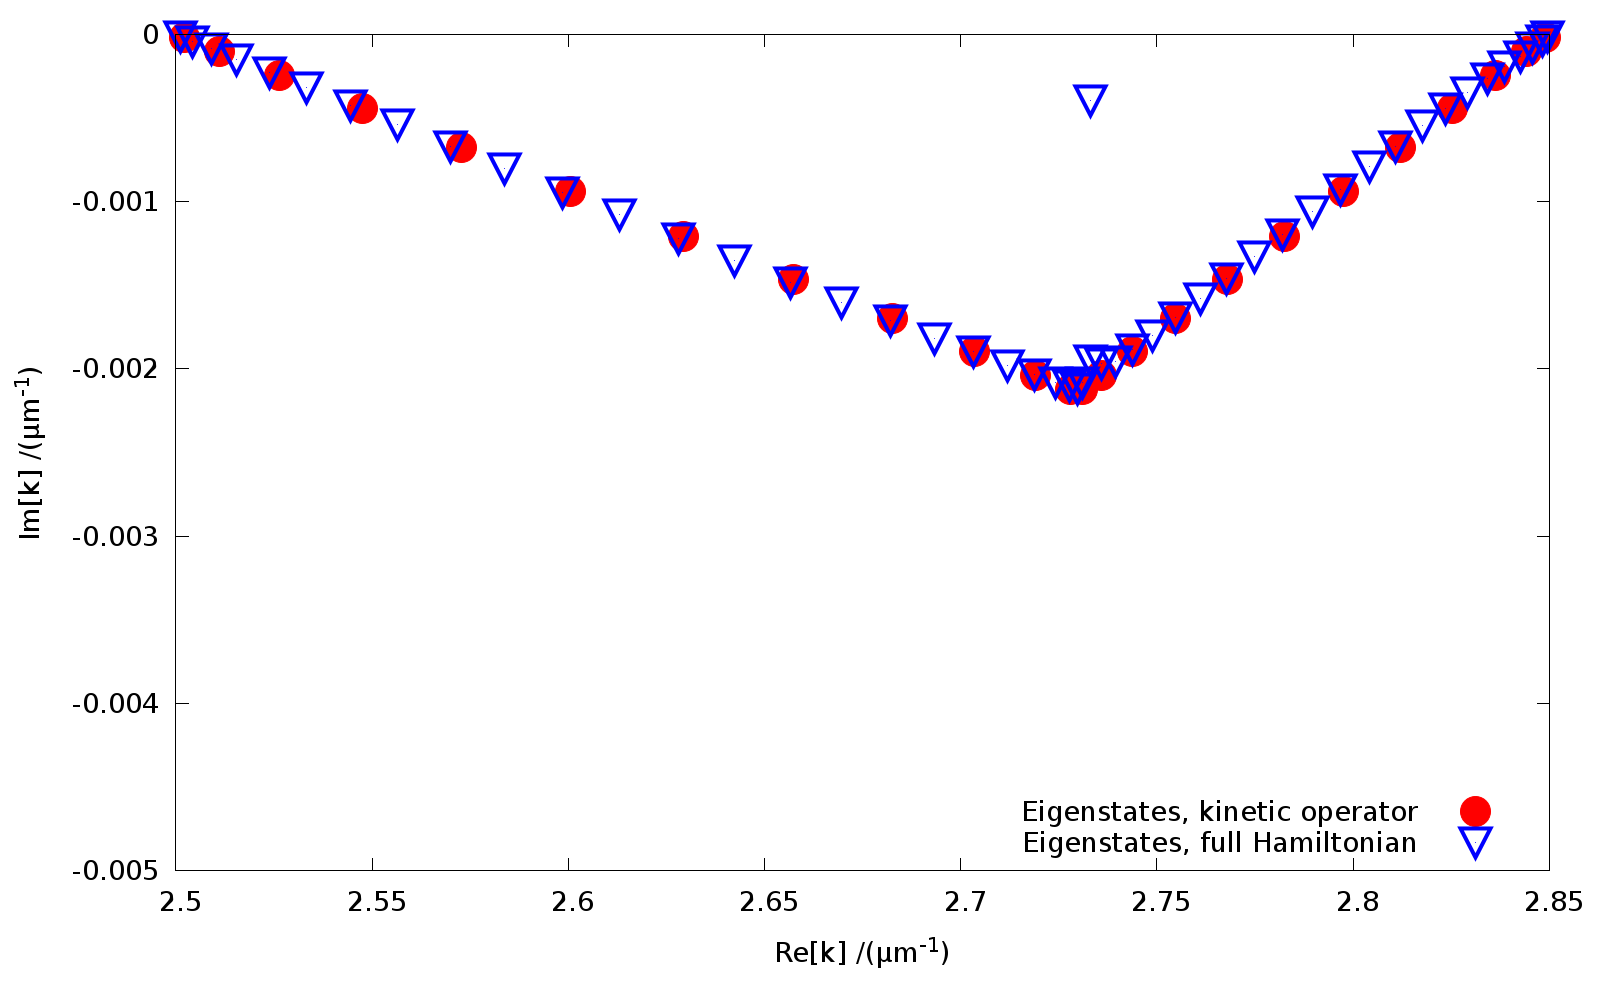 0
-0.001
-0.002
-0.003
-0.004
-0.005
2.5 2.55 2.6 2.65 2.7 2.75 2.8 2.85
Im[k] /(μm-1)
Re[k] /(μm-1)
Eigenstates, kinetic operator
Eigenstates, full Hamiltonian